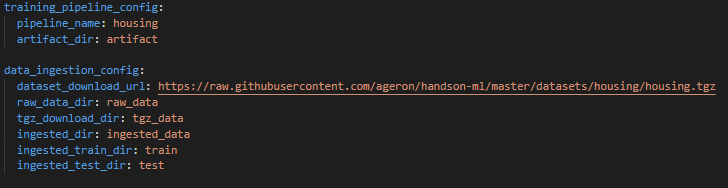 training_pipeline_config:
  pipeline_name: housing
  artifact_dir: artifact
data_ingestion_config:
  dataset_download_url: https://raw.githubusercontent.com/ageron/handson-ml/master/datasets/housing/housing.tgz
  raw_data_dir: raw_data
  tgz_download_dir: tgz_data
  ingested_dir: ingested_data
  ingested_train_dir: train
  ingested_test_dir: test